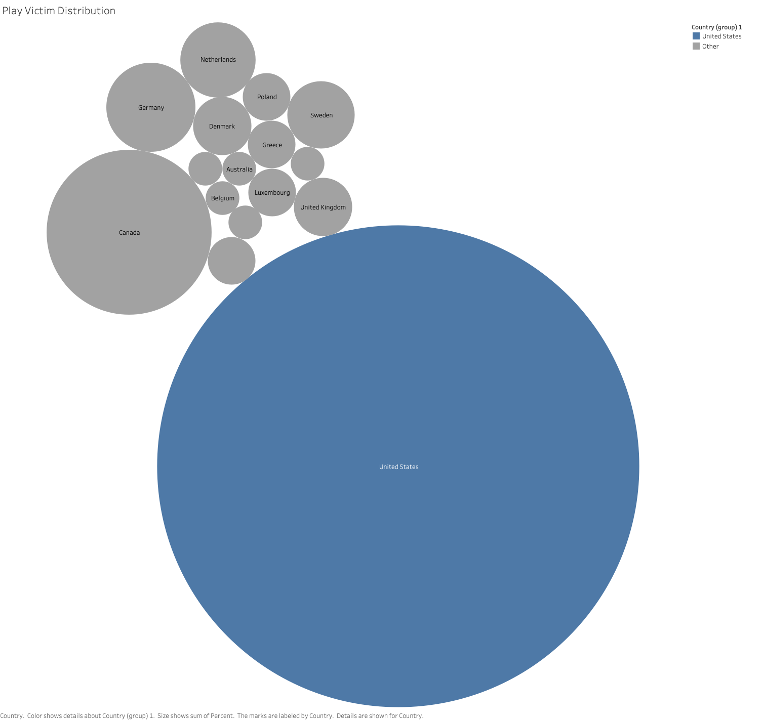 Play Victim Distribution
Country (group) 1
United States
Other
Netherlands
Germany
Poland
Sweden
Denmark
Greece
Australia
Belgium
Luxembourg
United Kingdom
Canada
United States
Country.  Color shows details about Country (group) 1.  Size shows sum of Percent.  The marks are labeled by Country.  Details are shown for Country.